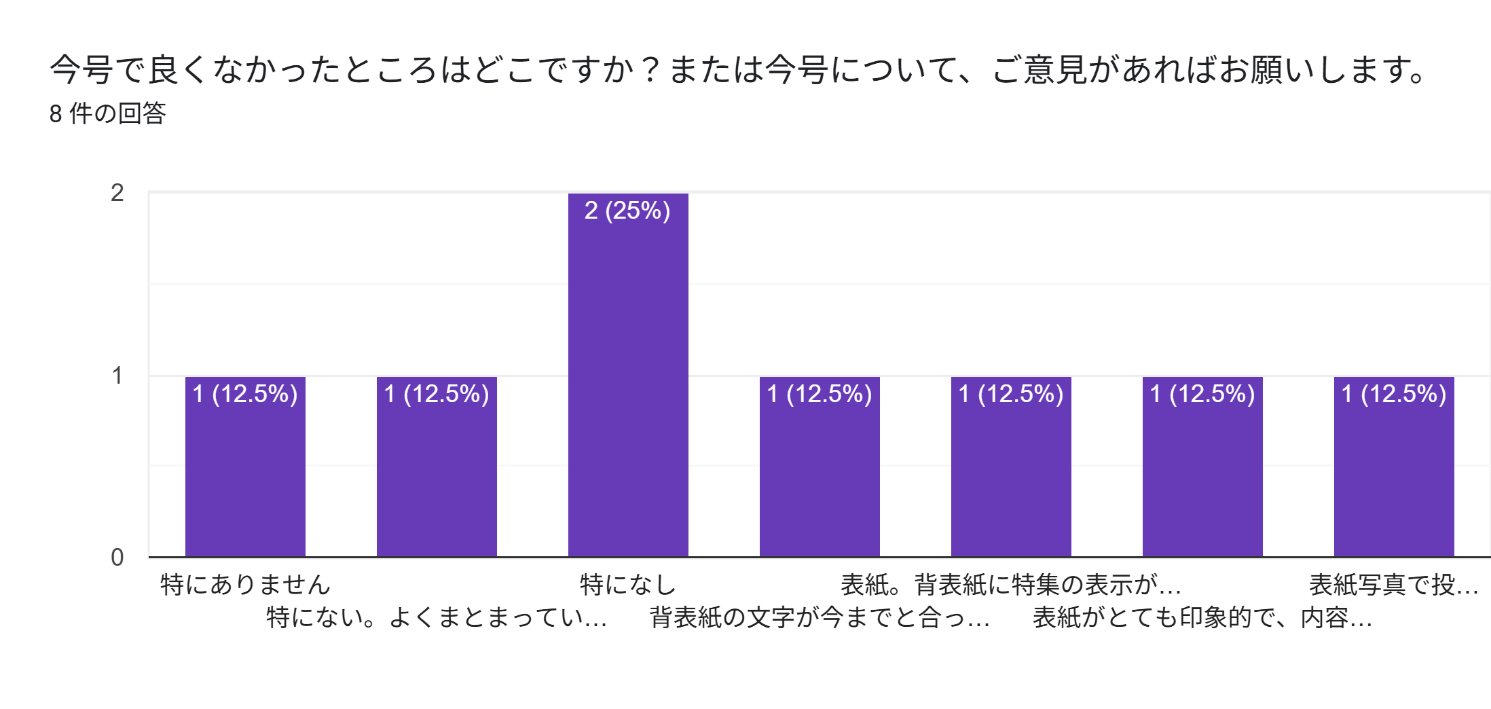 今号で良くなかったところはどこですか？または今号について、ご意見があればお願いします。
8 件の回答
2
1
0
2 (25%)
1 (12.5%)
1 (12.5%)
1 (12.5%)
1 (12.5%)
1 (12.5%)
1 (12.5%)
特にありません
特にない。よくまとまってい…
特になし
背表紙の文字が今までと合っ…
表紙。背表紙に特集の表示が…
表紙がとても印象的で、内容…
表紙写真で投…